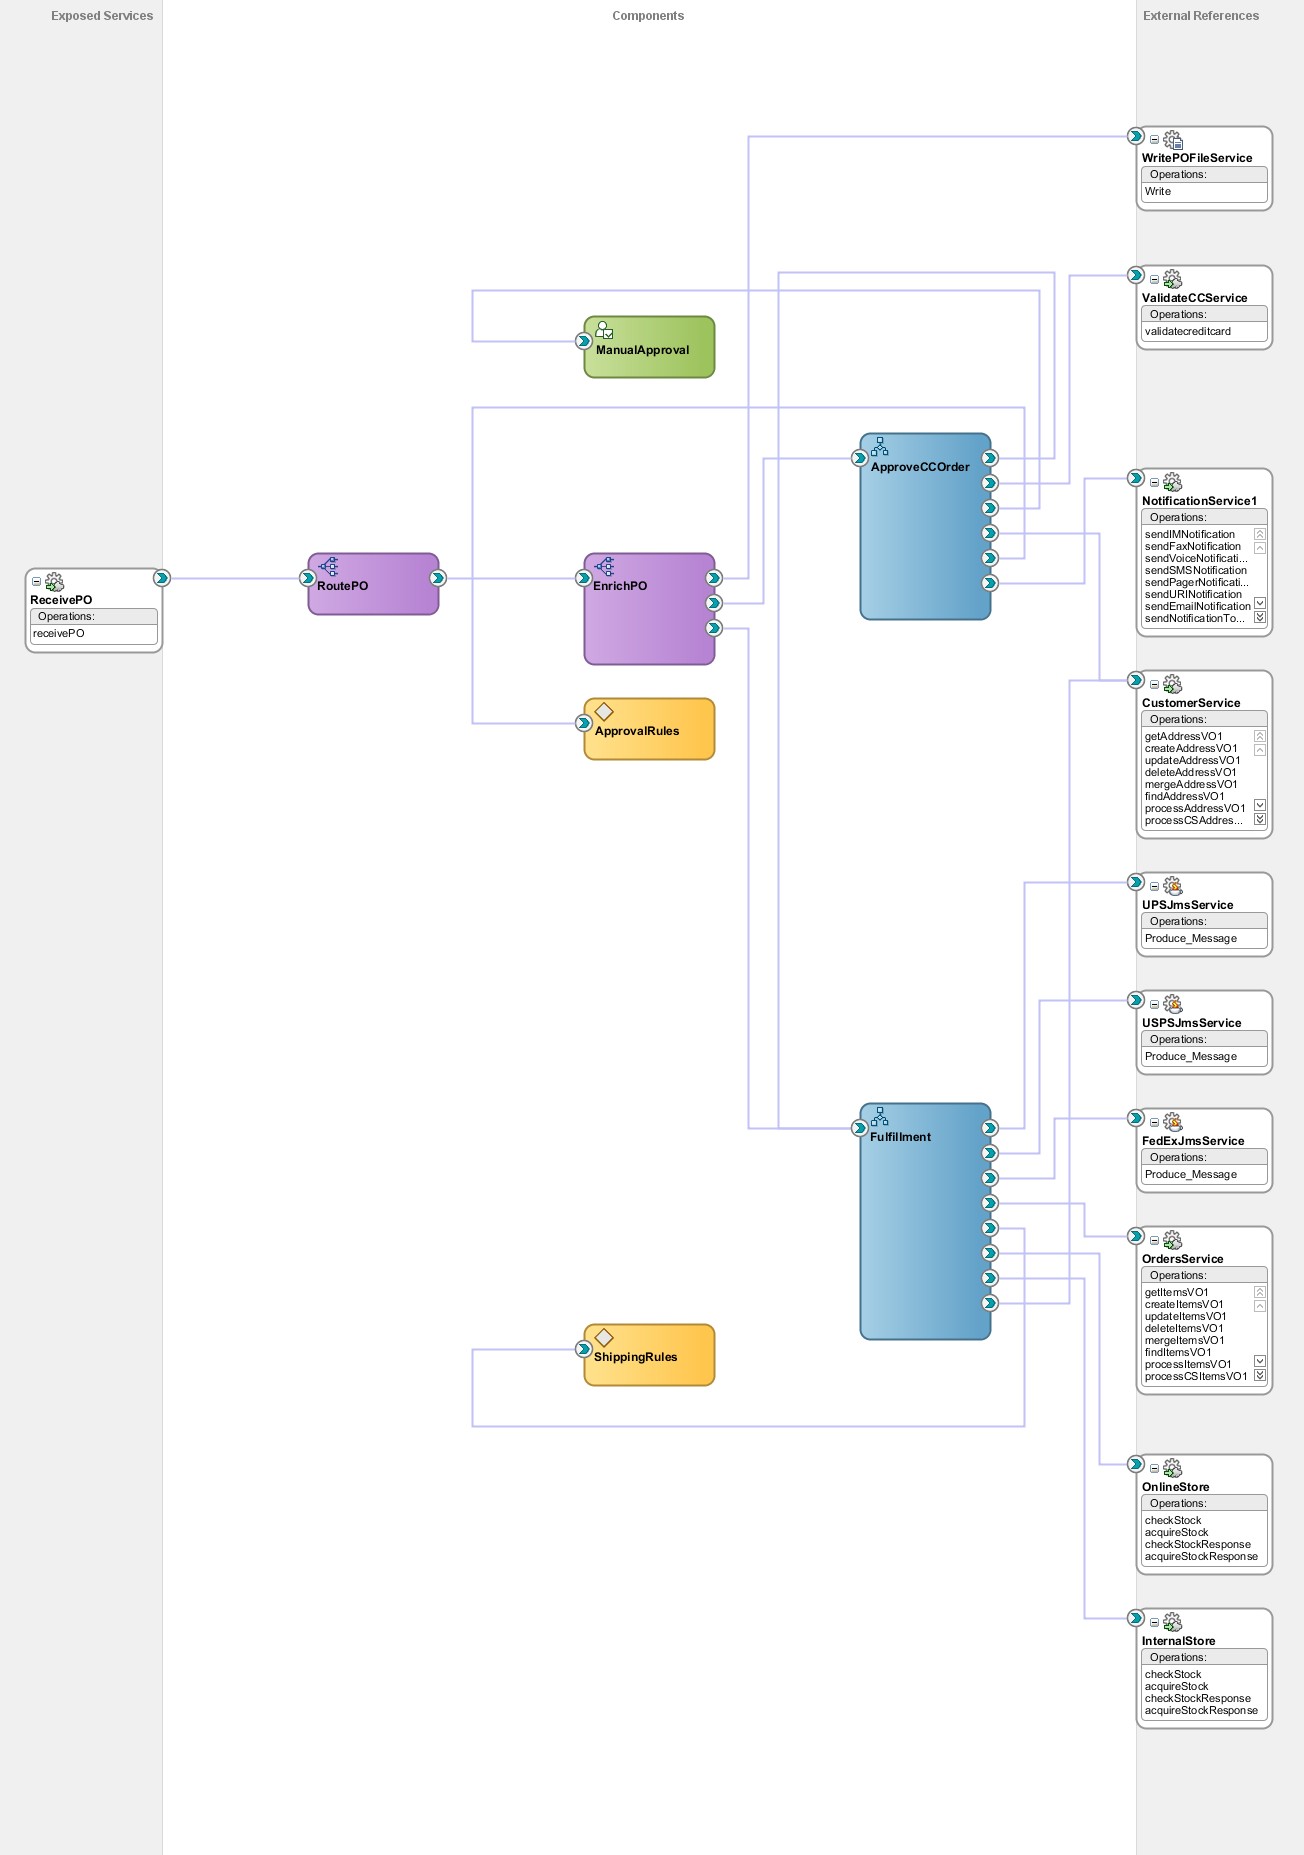 Exposed Services
Components
External References
WritePOFileService
Operations:
Write
ValidateCCService
Operations:
validatecreditcard
ManualApproval
ApproveCCOrder
NotificationService1
Operations:
sendIMNotification
sendFaxNotification
sendVoiceNotificati...
sendSMSNotification
sendPagerNotificati...
sendURINotification
sendEmailNotification
sendNotificationTo...
ReceivePO
Operations:
receivePO
RoutePO
EnrichPO
ApprovalRules
CustomerService
Operations:
getAddressVO1
createAddressVO1
updateAddressVO1
deleteAddressVO1
mergeAddressVO1
findAddressVO1
processAddressVO1
processCSAddres...
UPSJmsService
Operations:
Produce_Message
USPSJmsService
Operations:
Produce_Message
Fulfillment
FedExJmsService
Operations:
Produce_Message
OrdersService
Operations:
getItemsVO1
createItemsVO1
updateItemsVO1
deleteItemsVO1
mergeItemsVO1
findItemsVO1
processItemsVO1
processCSItemsVO1
ShippingRules
OnlineStore
Operations:
checkStock
acquireStock
checkStockResponse
acquireStockResponse
InternalStore
Operations:
checkStock
acquireStock
checkStockResponse
acquireStockResponse